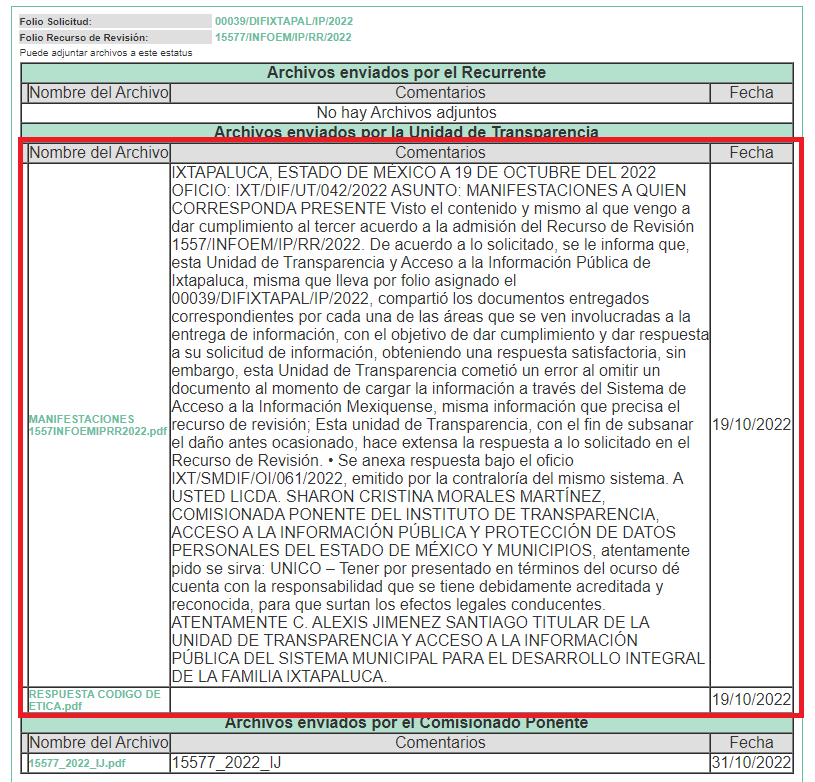 Folio Solicitud: 00039/DIFIXTAPAL/IP/2022
Folio Recurso de Revisión: 15577/INFOEM/IP/RR/2022
Puede adjuntar archivos a este estatus
Archivos enviados por el Recurrente
Nombre del Archivo Comentarios Fecha
No hay Archivos adjuntos
Archivos enviados por la Unidad de Transparencia
Nombre del Archivo Comentarios Fecha
IXTAPALUCA, ESTADO DE MÉXICO A 19 DE OCTUBRE DEL 2022
OFICIO: IXT/DIF/UT/042/2022 ASUNTO: MANIFESTACIONES A QUIEN
CORRESPONDA PRESENTE Visto el contenido y mismo al que vengo a
dar cumplimiento al tercer acuerdo a la admisión del Recurso de Revisión
1557/INFOEM/IP/RR/2022. De acuerdo a lo solicitado, se le informa que,
esta Unidad de Transparencia y Acceso a la Información Pública de
Ixtapaluca, misma que lleva por folio asignado el
00039/DIFIXTAPAL/IP/2022, compartió los documentos entregados
correspondientes por cada una de las áreas que se ven involucradas a la
entrega de información, con el objetivo de dar cumplimiento y dar respuesta
a su solicitud de información, obteniendo una respuesta satisfactoria, sin
embargo, esta Unidad de Transparencia cometió un error al omitir un
documento al momento de cargar la información a través del Sistema de
Acceso a la Información Mexiquense, misma información que precisa el
recurso de revisión; Esta unidad de Transparencia, con el fin de subsanar
el daño antes ocasionado, hace extensa la respuesta a lo solicitado en el
Recurso de Revisión. • Se anexa respuesta bajo el oficio
IXT/SMDIF/OI/061/2022, emitido por la contraloría del mismo sistema. A
USTED LICDA. SHARON CRISTINA MORALES MARTÍNEZ,
COMISIONADA PONENTE DEL INSTITUTO DE TRANSPARENCIA,
ACCESO A LA INFORMACIÓN PÚBLICA Y PROTECCIÓN DE DATOS
PERSONALES DEL ESTADO DE MÉXICO Y MUNICIPIOS, atentamente
pido se sirva: UNICO – Tener por presentado en términos del ocurso dé
cuenta con la responsabilidad que se tiene debidamente acreditada y
reconocida, para que surtan los efectos legales conducentes.
ATENTAMENTE C. ALEXIS JIMENEZ SANTIAGO TITULAR DE LA
UNIDAD DE TRANSPARENCIA Y ACCESO A LA INFORMACIÓN
PÚBLICA DEL SISTEMA MUNICIPAL PARA EL DESARROLLO INTEGRAL
DE LA FAMILIA IXTAPALUCA.
MANIFESTACIONES
1557INFOEMIPRR2022.pdf
19/10/2022
RESPUESTA CODIGO DE
ETICA.pdf
19/10/2022
Archivos enviados por el Comisionado Ponente
Nombre del Archivo Comentarios Fecha
15577_2022_IJ.pdf 15577_2022_IJ 31/10/2022